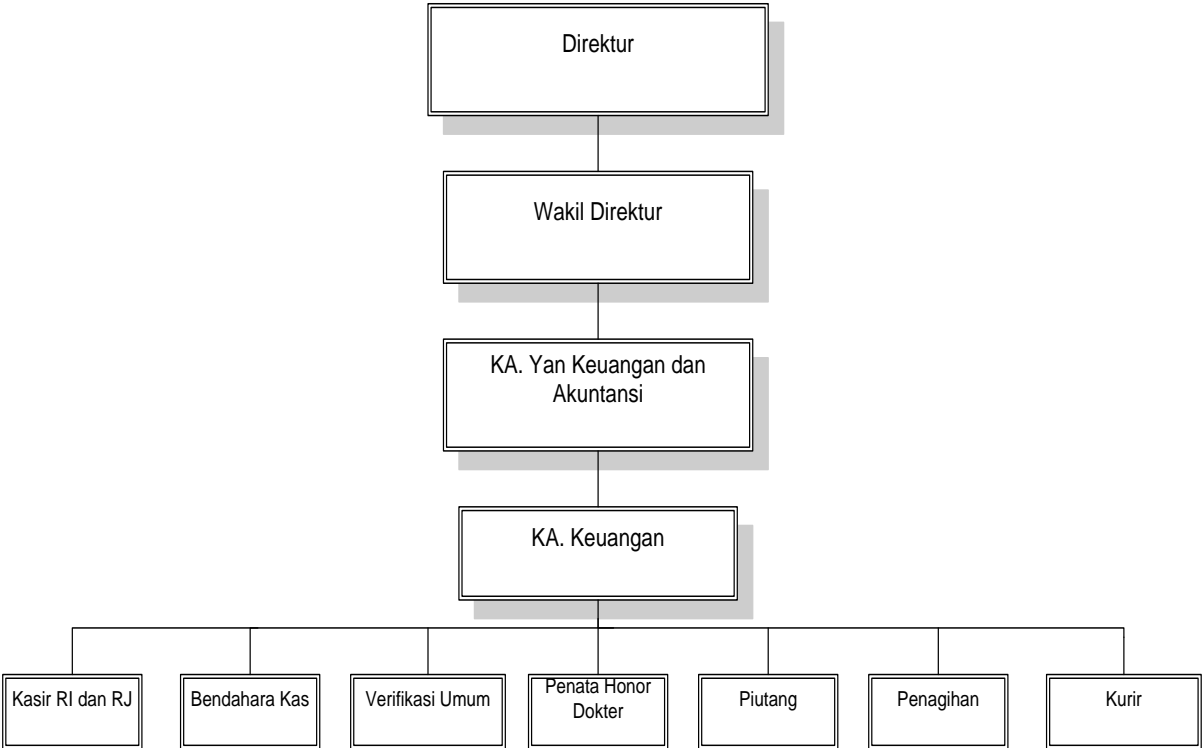 Direktur
Wakil Direktur
KA. Yan Keuangan dan
Akuntansi
KA. Keuangan
Kasir RI dan RJ
Bendahara Kas
Verifikasi Umum
Penata Honor
Dokter
Piutang
Penagihan
Kurir